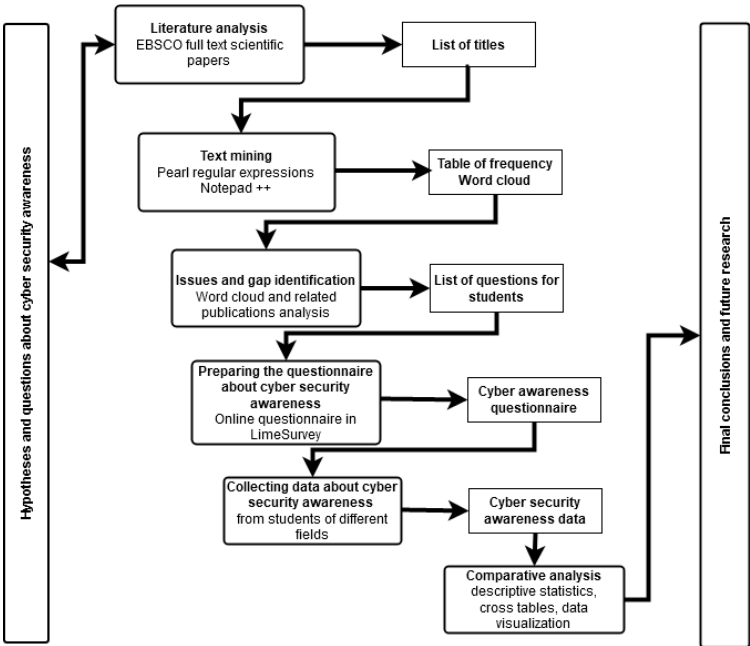 Hypotheses and questions about cyber security awareness
Literature analysis
EBSCO full text scientific
papers
List of titles
Text mining
Pearl regular expressions
Notepad ++
Table of frequency
Word cloud
Issues and gap identification
Word cloud and related
publications analysis
List of questions for
students
Preparing the questionnaire
about cyber security
awareness
Online questionnaire in
LimeSurvey
Cyber awareness
questionnaire
Collecting data about cyber
security awareness
from students of different
fields
Cyber security
awareness data
Comparative analysis
descriptive statistics,
cross tables, data
visualization
Final conclusions and future research